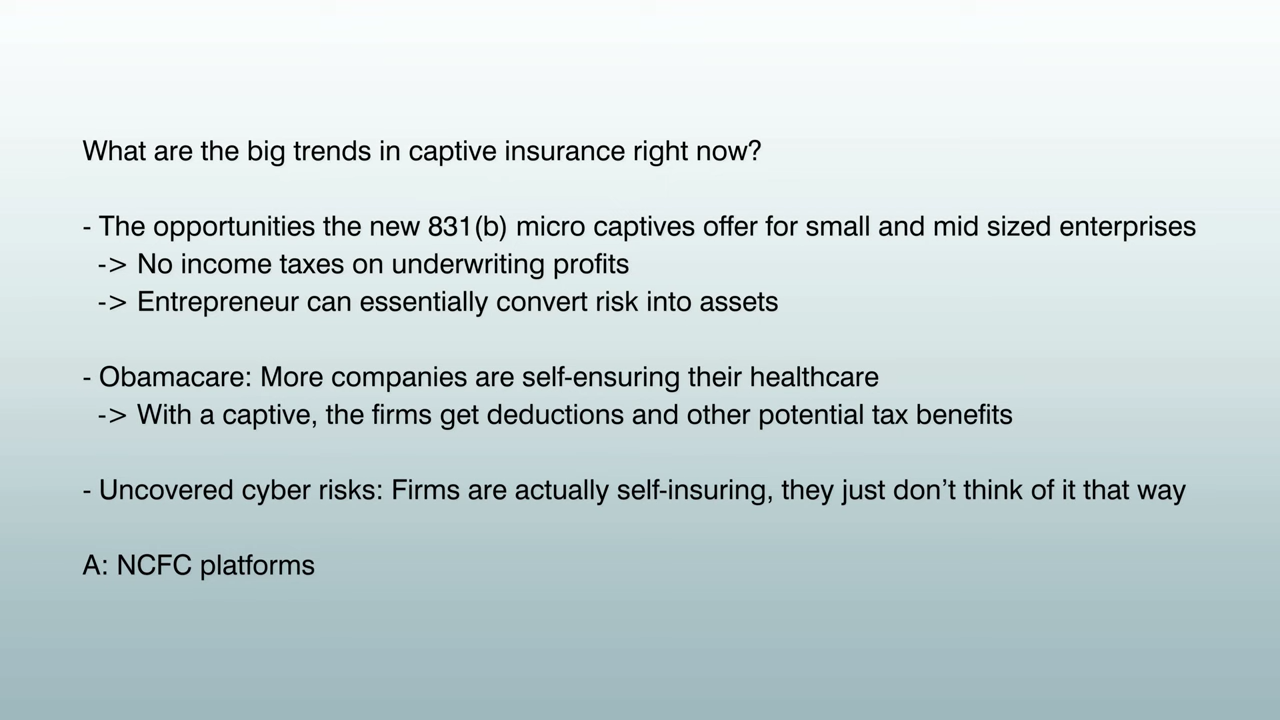 What are the big trends in captive insurance right now?
- The opportunities the new 831(b) micro captives offer for small and mid sized enterprises
-> No income taxes on underwriting profits
-> Entrepreneur can essentially convert risk into assets
- Obamacare: More companies are self-ensuring their healthcare
-> With a captive, the firms get deductions and other potential tax benefits
- Uncovered cyber risks: Firms are actually self-insuring, they just don’t think of it that way
A: NCFC platforms